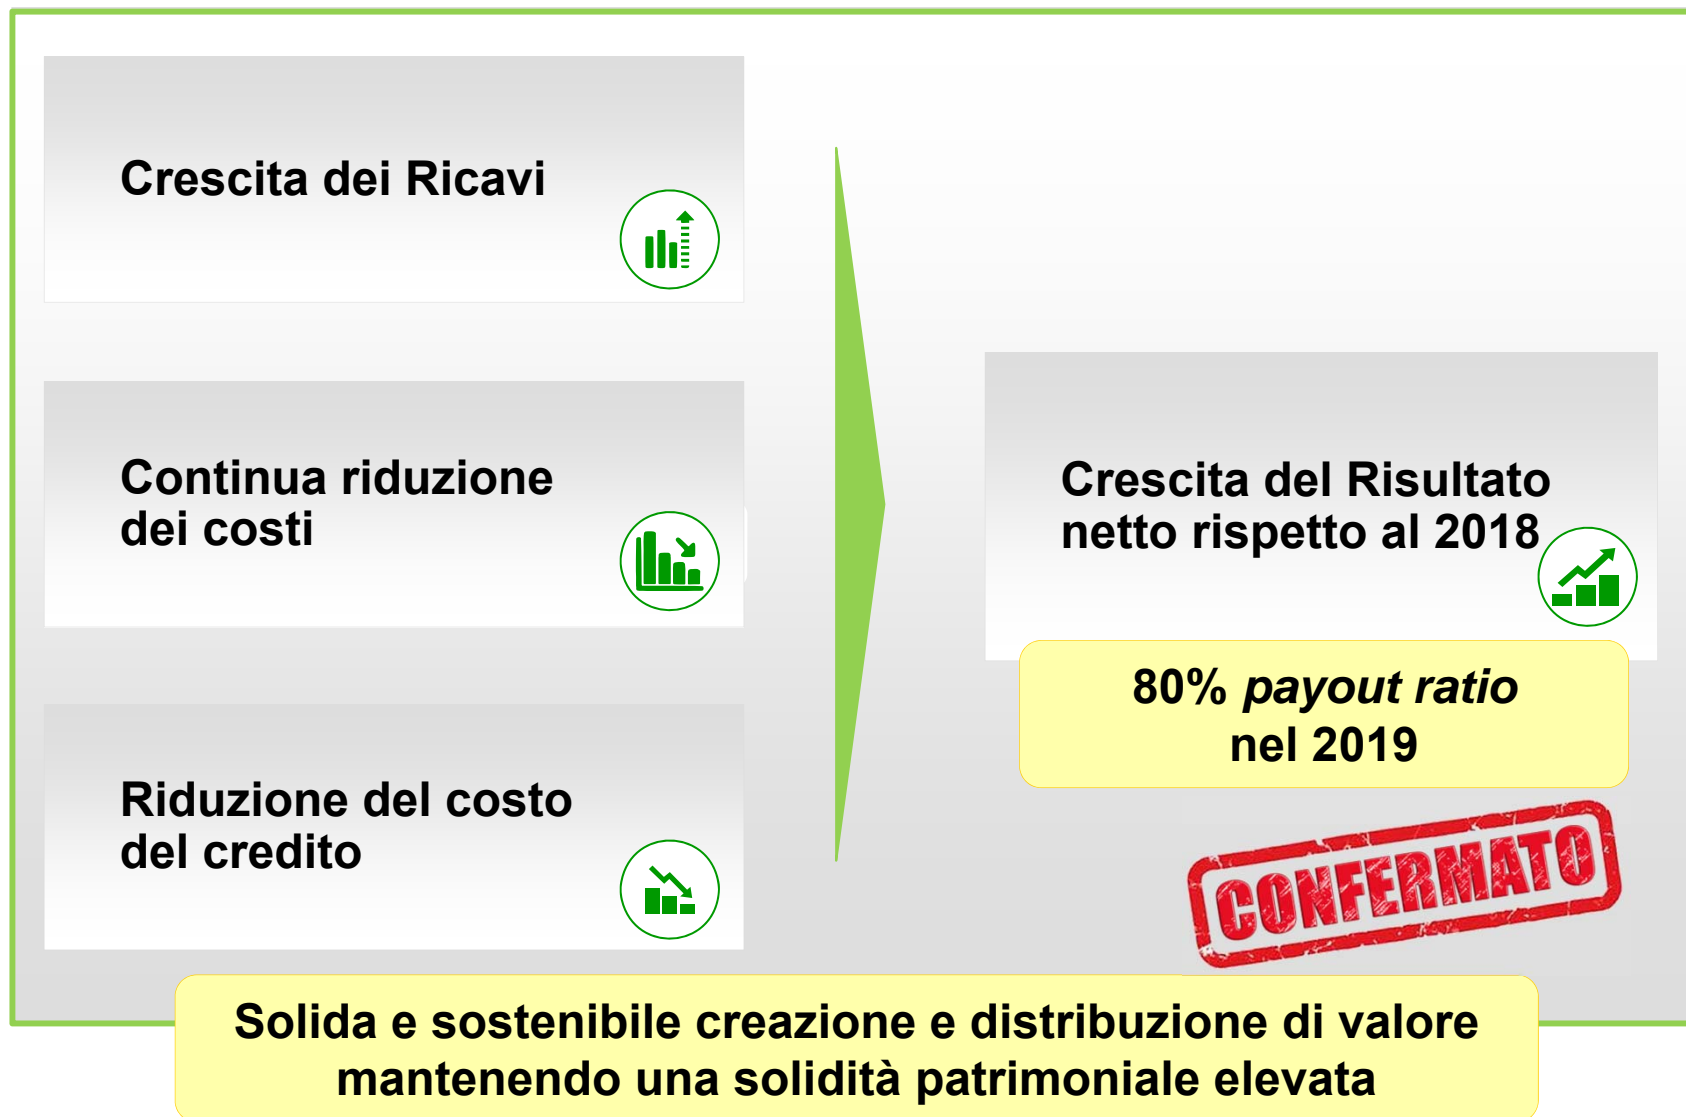 Crescita dei Ricavi
Continua riduzione
dei costi
Riduzione del costo
del credito
Crescita del Risultato
netto rispetto al 2018
80% payout ratio
nel 2019
CONFERMATO
Solida e sostenibile creazione e distribuzione di valore
mantenendo una solidità patrimoniale elevata